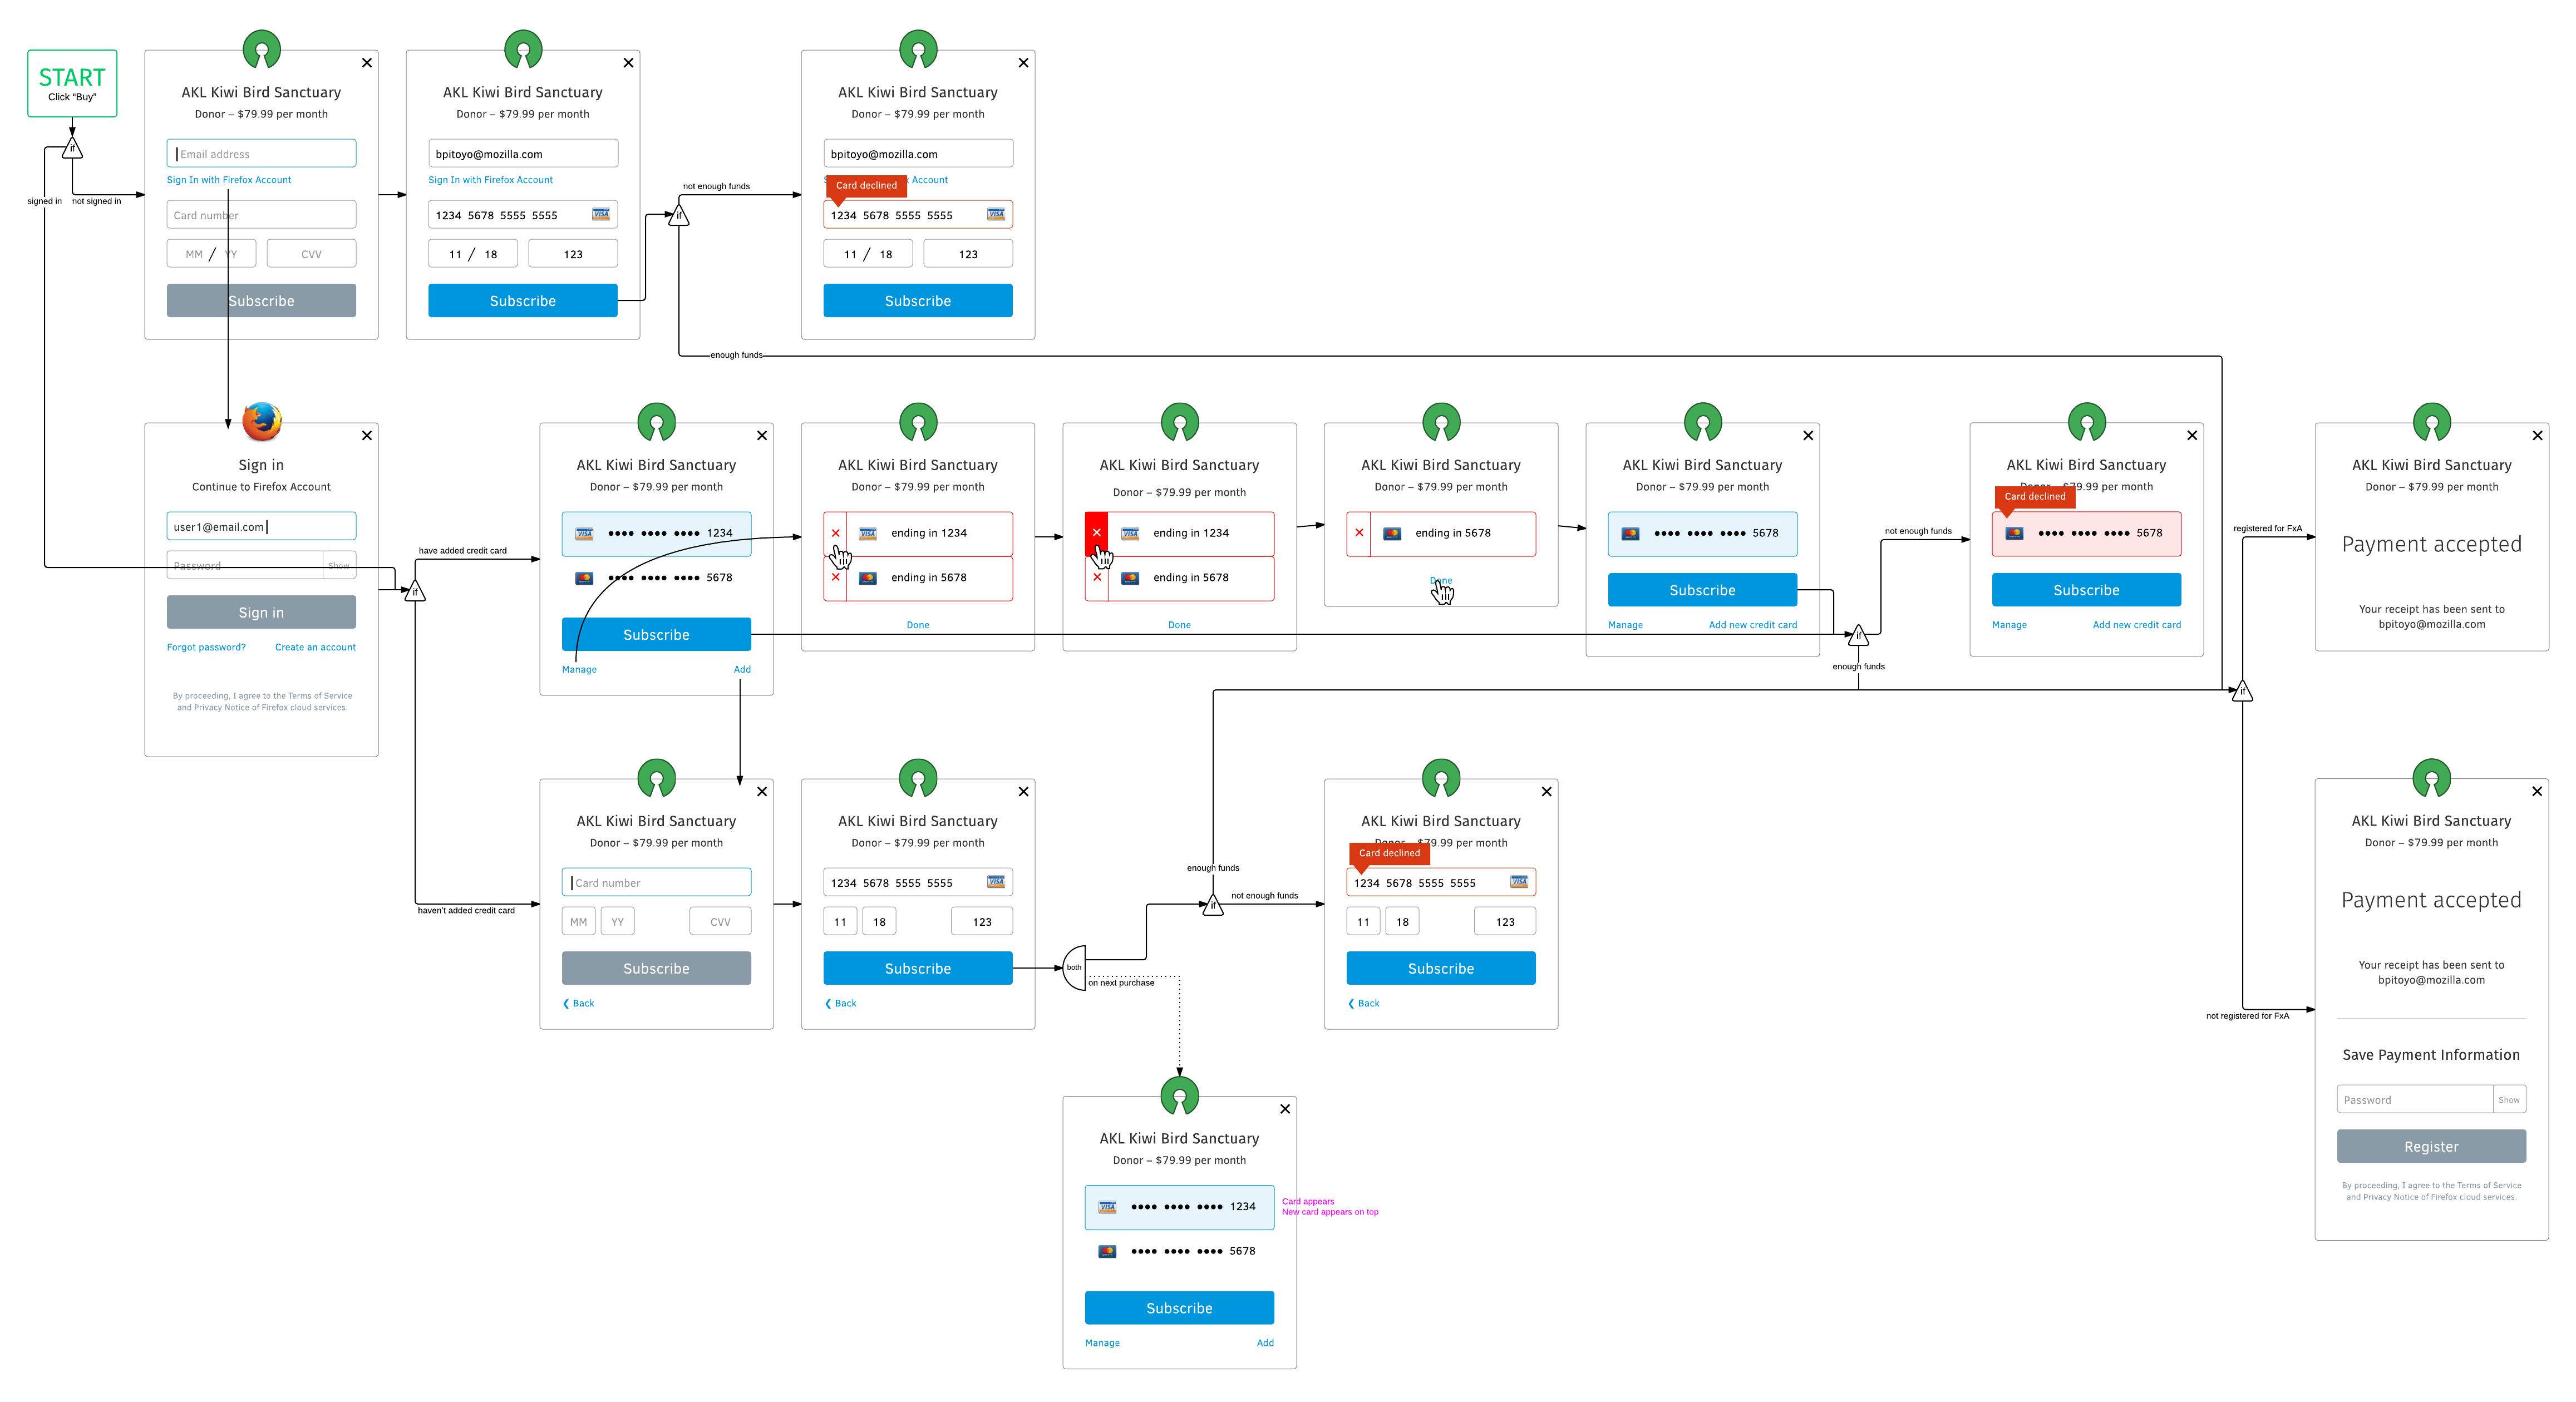 START
Click “Buy”
if
signed in
not signed in
AKL Kiwi Bird Sanctuary
Donor – $79.99 per month
Email address
Sign In with Firefox Account
Card number
MM / YY
CVV
Subscribe
AKL Kiwi Bird Sanctuary
Donor – $79.99 per month
bpitoyo@mozilla.com
Sign In with Firefox Account
1234 5678 5555 5555
VISA
11 / 18
123
Subscribe
if
not enough funds
enough funds
AKL Kiwi Bird Sanctuary
Donor – $79.99 per month
bpitoyo@mozilla.com
Account
Card declined
1234 5678 5555 5555
VISA
11 / 18
123
Subscribe
Sign in
Continue to Firefox Account
user1@email.com
Password
Show
Sign in
Forgot password?
Create an account
By proceeding, I agree to the Terms of Service
and Privacy Notice of Firefox cloud services.
if
have added credit card
haven't added credit card
AKL Kiwi Bird Sanctuary
Donor – $79.99 per month
VISA •••• •••• •••• 1234
•••• •••• •••• 5678
Subscribe
Manage
Add
AKL Kiwi Bird Sanctuary
Donor – $79.99 per month
VISA ending in 1234
ending in 5678
Done
AKL Kiwi Bird Sanctuary
Donor – $79.99 per month
VISA ending in 1234
ending in 5678
Done
AKL Kiwi Bird Sanctuary
Donor – $79.99 per month
ending in 5678
Done
AKL Kiwi Bird Sanctuary
Donor – $79.99 per month
•••• •••• •••• 5678
Subscribe
Manage
Add new credit card
if
not enough funds
enough funds
AKL Kiwi Bird Sanctuary
Donor – $79.99 per month
Card declined
•••• •••• •••• 5678
Subscribe
Manage
Add new credit card
if
registered for FxA
not registered for FxA
AKL Kiwi Bird Sanctuary
Donor – $79.99 per month
Payment accepted
Your receipt has been sent to
bpitoyo@mozilla.com
AKL Kiwi Bird Sanctuary
Donor – $79.99 per month
Card number
MM
YY
CVV
Subscribe
❮ Back
AKL Kiwi Bird Sanctuary
Donor – $79.99 per month
1234 5678 5555 5555
VISA
11
18
123
Subscribe
❮ Back
both
on next purchase
enough funds
if
not enough funds
AKL Kiwi Bird Sanctuary
Donor – $79.99 per month
Card declined
1234 5678 5555 5555
VISA
11
18
123
Subscribe
❮ Back
AKL Kiwi Bird Sanctuary
Donor – $79.99 per month
Payment accepted
Your receipt has been sent to
bpitoyo@mozilla.com
Save Payment Information
Password
Show
Register
By proceeding, I agree to the Terms of Service
and Privacy Notice of Firefox cloud services.
AKL Kiwi Bird Sanctuary
Donor – $79.99 per month
VISA •••• •••• •••• 1234
•••• •••• •••• 5678
Card appears
New card appears on top
Subscribe
Manage
Add